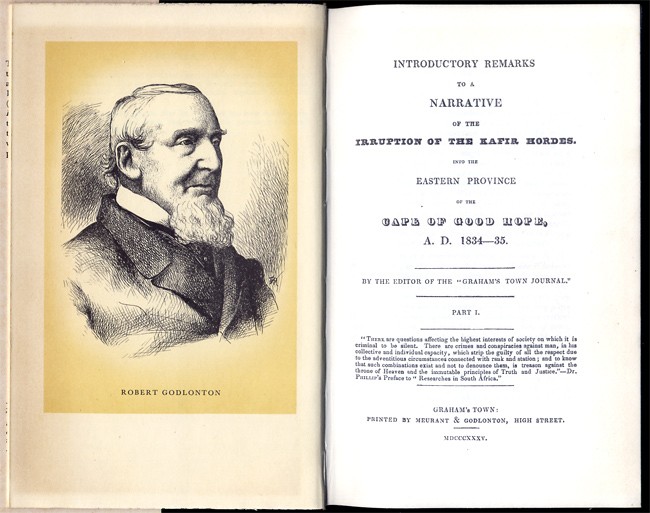 ROBERT GODLONTON
INTRODUCTORY REMARKS
TO A
NARRATIVE
OF THE
IRRUPTION OF THE KAFIR HORDES.
INTO THE
EASTERN PROVINCE
OF THE
CAPE OF GOOD HOPE,
A. D. 1834—35.
BY THE EDITOR OF THE "GRAHAM'S TOWN JOURNAL."
PART I.
"THERE are questions affecting the highest interests of society on which it is
criminal to be silent. There are crimes and conspiracies against man, in his
collective and individual capacity, which strip the guilty of all the respect due
to the adventitious circumstances connected with rank and station; and to know
that such combinations exist and not to denounce them, is treason against the
throne of Heaven and the immutable principles of Truth and Justice."—DR.
PHILLIP'S Preface to "Researches in South Africa."
GRAHAM'S TOWN:
PRINTED BY MEURANT & GODLONTON, HIGH STREET.
MDCCCXXXV.